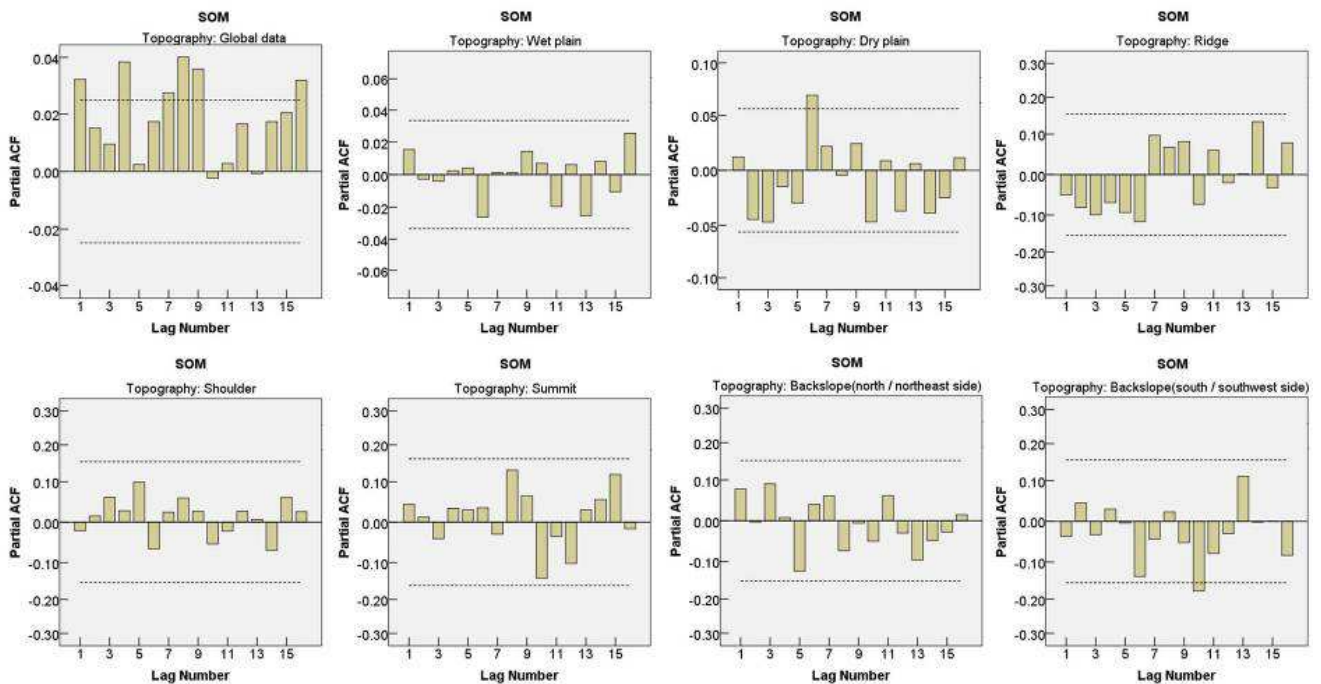 SOM
Topography: Global data
0.04
0.02
0.00
-0.02
-0.04
Partial ACF
1 3 5 7 9 11 13 15
Lag Number
SOM
Topography: Wet plain
0.06
0.04
0.02
0.00
-0.02
-0.04
-0.06
Partial ACF
1 3 5 7 9 11 13 15
Lag Number
SOM
Topography: Dry plain
0.10
0.05
0.00
-0.05
-0.10
Partial ACF
1 3 5 7 9 11 13 15
Lag Number
SOM
Topography: Ridge
0.30
0.20
0.10
0.00
-0.10
-0.20
-0.30
Partial ACF
1 3 5 7 9 11 13 15
Lag Number
SOM
Topography: Shoulder
0.30
0.20
0.10
0.00
-0.10
-0.20
-0.30
Partial ACF
1 3 5 7 9 11 13 15
Lag Number
SOM
Topography: Summit
0.30
0.20
0.10
0.00
-0.10
-0.20
-0.30
Partial ACF
1 3 5 7 9 11 13 15
Lag Number
SOM
Topography: Backslope(north / northeast side)
0.30
0.20
0.10
0.00
-0.10
-0.20
-0.30
Partial ACF
1 3 5 7 9 11 13 15
Lag Number
SOM
Topography: Backslope(south / southwest side)
0.30
0.20
0.10
0.00
-0.10
-0.20
-0.30
Partial ACF
1 3 5 7 9 11 13 15
Lag Number